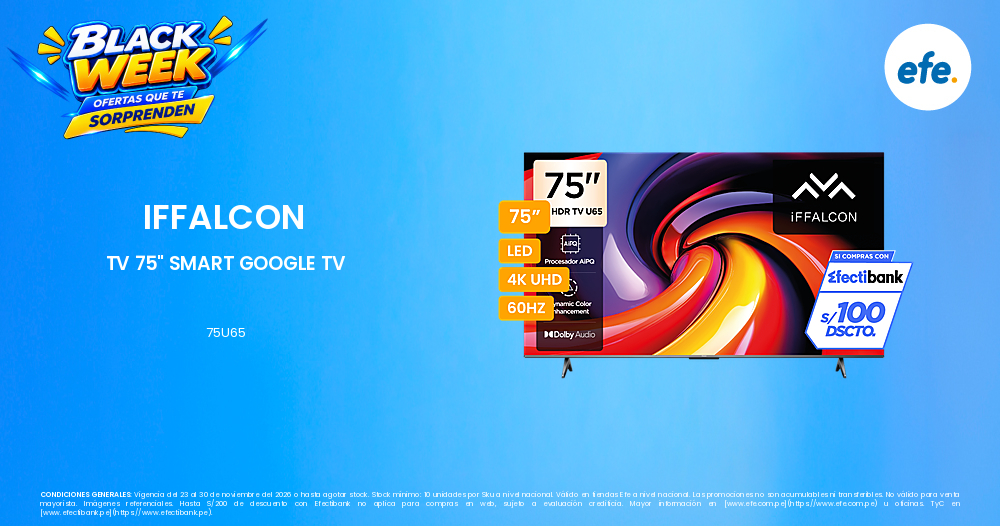 BLACK
WEEK
OFERTAS QUE TE
SORPRENDEN
efe.
IFFALCON
TV 75" SMART GOOGLE TV
75U65
75"
HDR TV U65
iFFALCON
75"
LED
4K UHD
60HZ
AiPQ
Procesador AIPQ
Dynamic Color
Enhancement
Dolby Audio
SI COMPRAS CON
Efectibank
S/100
DSCTO.
CONDICIONES GENERALES: Vigencia del 23 al 30 de noviembre del 2026 o hasta agotar stock. Stock mínimo: 10 unidades por Sku a nivel nacional. Válido en tiendas Efe a nivel nacional. Las promociones no son acumulables ni transferibles. No válido para venta
mayorista. Imágenes referenciales. Hasta S/200 de descuento con Efectibank no aplica para compras en web, sujeto a evaluación crediticia. Mayor información en [www.efe.com.pe](https://www.efe.com.pe) u oficinas. TyC en
[www.efectibank.pe](https://www.efectibank.pe).